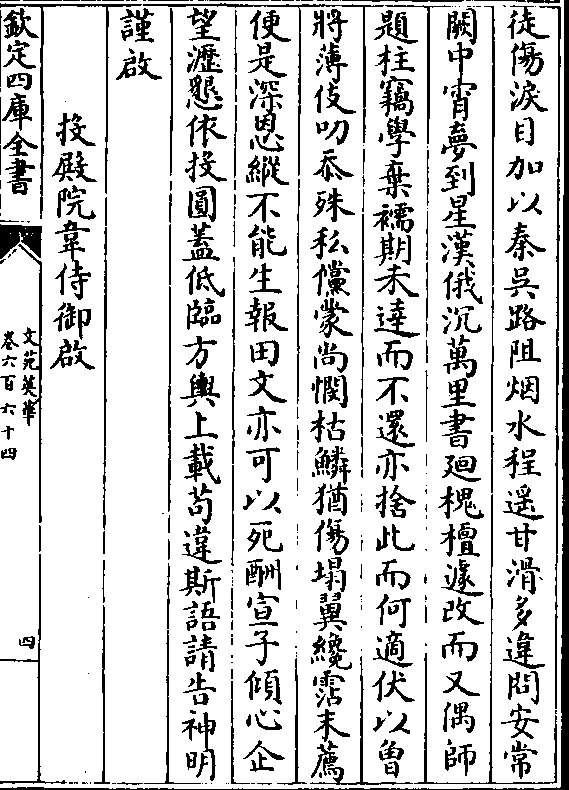 徒傷淚目加以秦吳路阻烟水程遥甘滑多違問安常
闕中宵夢到星漢俄沉萬里書廻槐檀遽改而又偶師
題柱竊學棄襦期未達而不還亦捨此而何適伏以曾
將薄伎叨忝殊私儻蒙尚憫枯鱗猶傷塌翼纔霑末薦
便是深恩縱不能生報田文亦可以死酬宣子傾心企
望瀝懇依投圓蓋低臨方輿上載苟違斯語請告神明
謹啟
投殿院韋侍御啟
欽定四庫全書
文苑英華
卷六百六十四
四